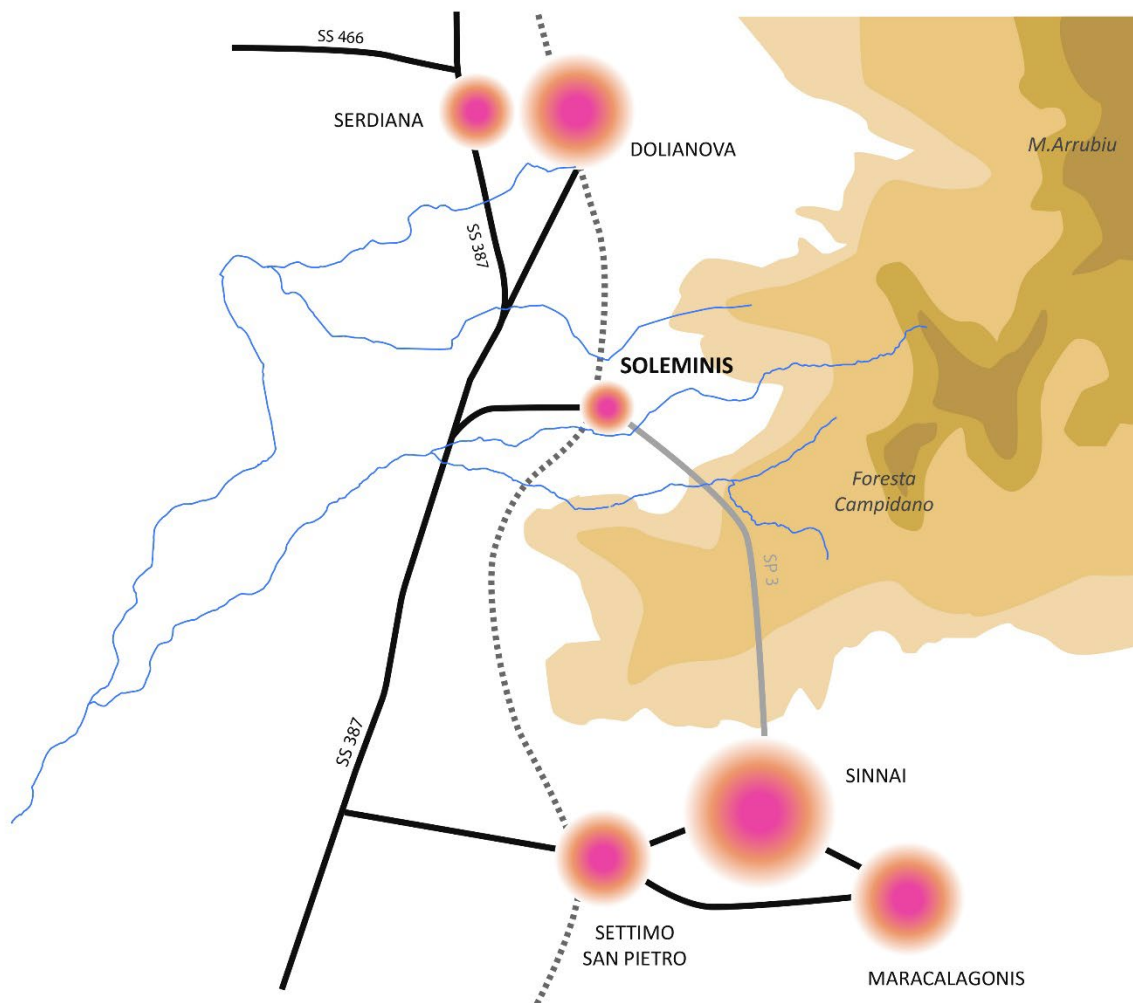 SS 466
SERDIANA
DOLIANOVA
M.Arrubiu
SS 387
SOLEMINIS
Foresta
Campidano
SP 3
SS 387
SINNAI
SETTIMO
SAN PIETRO
MARACALAGONIS